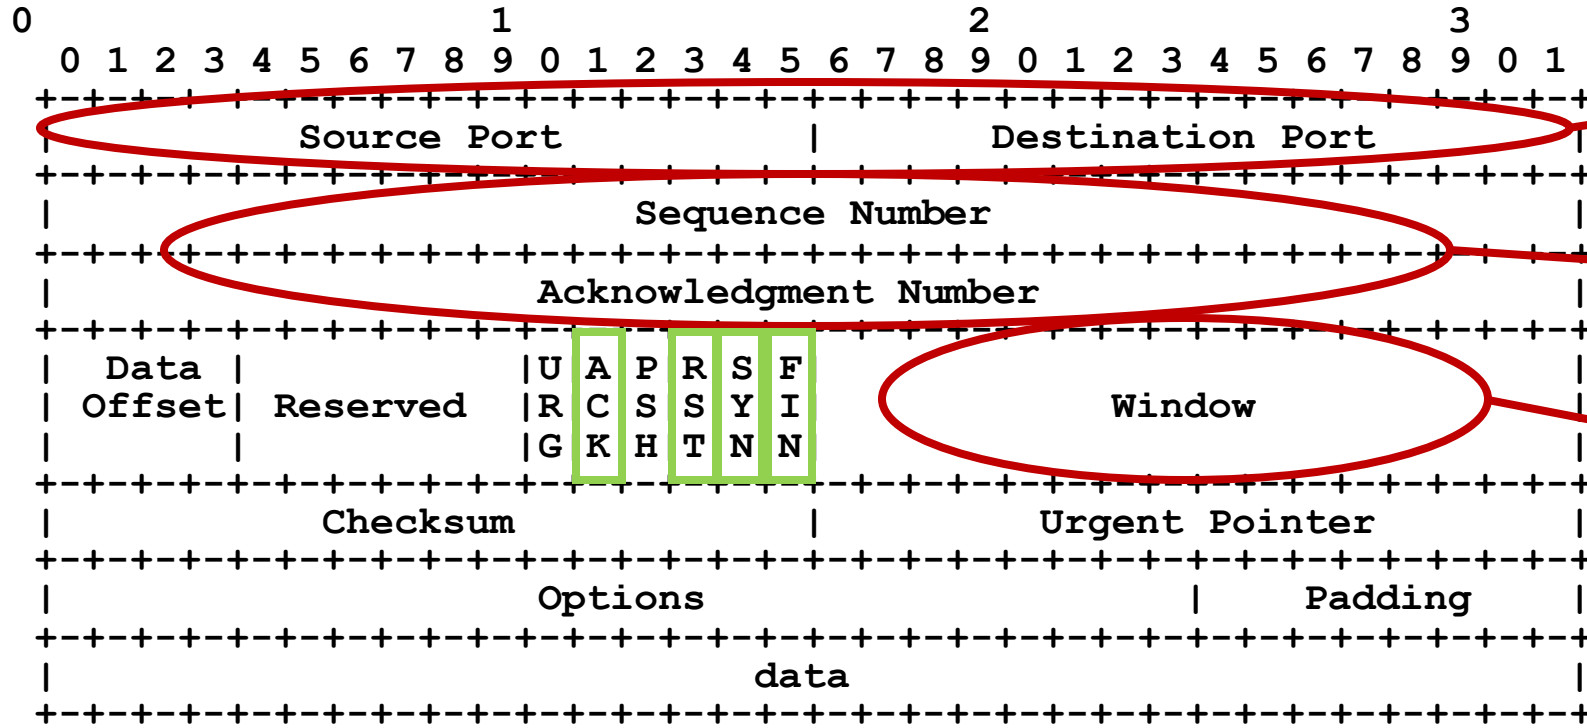 0                   1                   2                   3
 0 1 2 3 4 5 6 7 8 9 0 1 2 3 4 5 6 7 8 9 0 1 2 3 4 5 6 7 8 9 0 1
+-+-+-+-+-+-+-+-+-+-+-+-+-+-+-+-+-+-+-+-+-+-+-+-+-+-+-+-+-+-+-+-+
|          Source Port          |       Destination Port        |
+-+-+-+-+-+-+-+-+-+-+-+-+-+-+-+-+-+-+-+-+-+-+-+-+-+-+-+-+-+-+-+-+
|                        Sequence Number                        |
+-+-+-+-+-+-+-+-+-+-+-+-+-+-+-+-+-+-+-+-+-+-+-+-+-+-+-+-+-+-+-+-+
|                    Acknowledgment Number                      |
+-+-+-+-+-+-+-+-+-+-+-+-+-+-+-+-+-+-+-+-+-+-+-+-+-+-+-+-+-+-+-+-+
|  Data |           |U|A|P|R|S|F|                               |
| Offset| Reserved  |R|C|S|S|Y|I|            Window             |
|       |           |G|K|H|T|N|N|                               |
+-+-+-+-+-+-+-+-+-+-+-+-+-+-+-+-+-+-+-+-+-+-+-+-+-+-+-+-+-+-+-+-+
|           Checksum            |         Urgent Pointer        |
+-+-+-+-+-+-+-+-+-+-+-+-+-+-+-+-+-+-+-+-+-+-+-+-+-+-+-+-+-+-+-+-+
|                    Options                    |    Padding    |
+-+-+-+-+-+-+-+-+-+-+-+-+-+-+-+-+-+-+-+-+-+-+-+-+-+-+-+-+-+-+-+-+
|                             data                              |
+-+-+-+-+-+-+-+-+-+-+-+-+-+-+-+-+-+-+-+-+-+-+-+-+-+-+-+-+-+-+-+-+